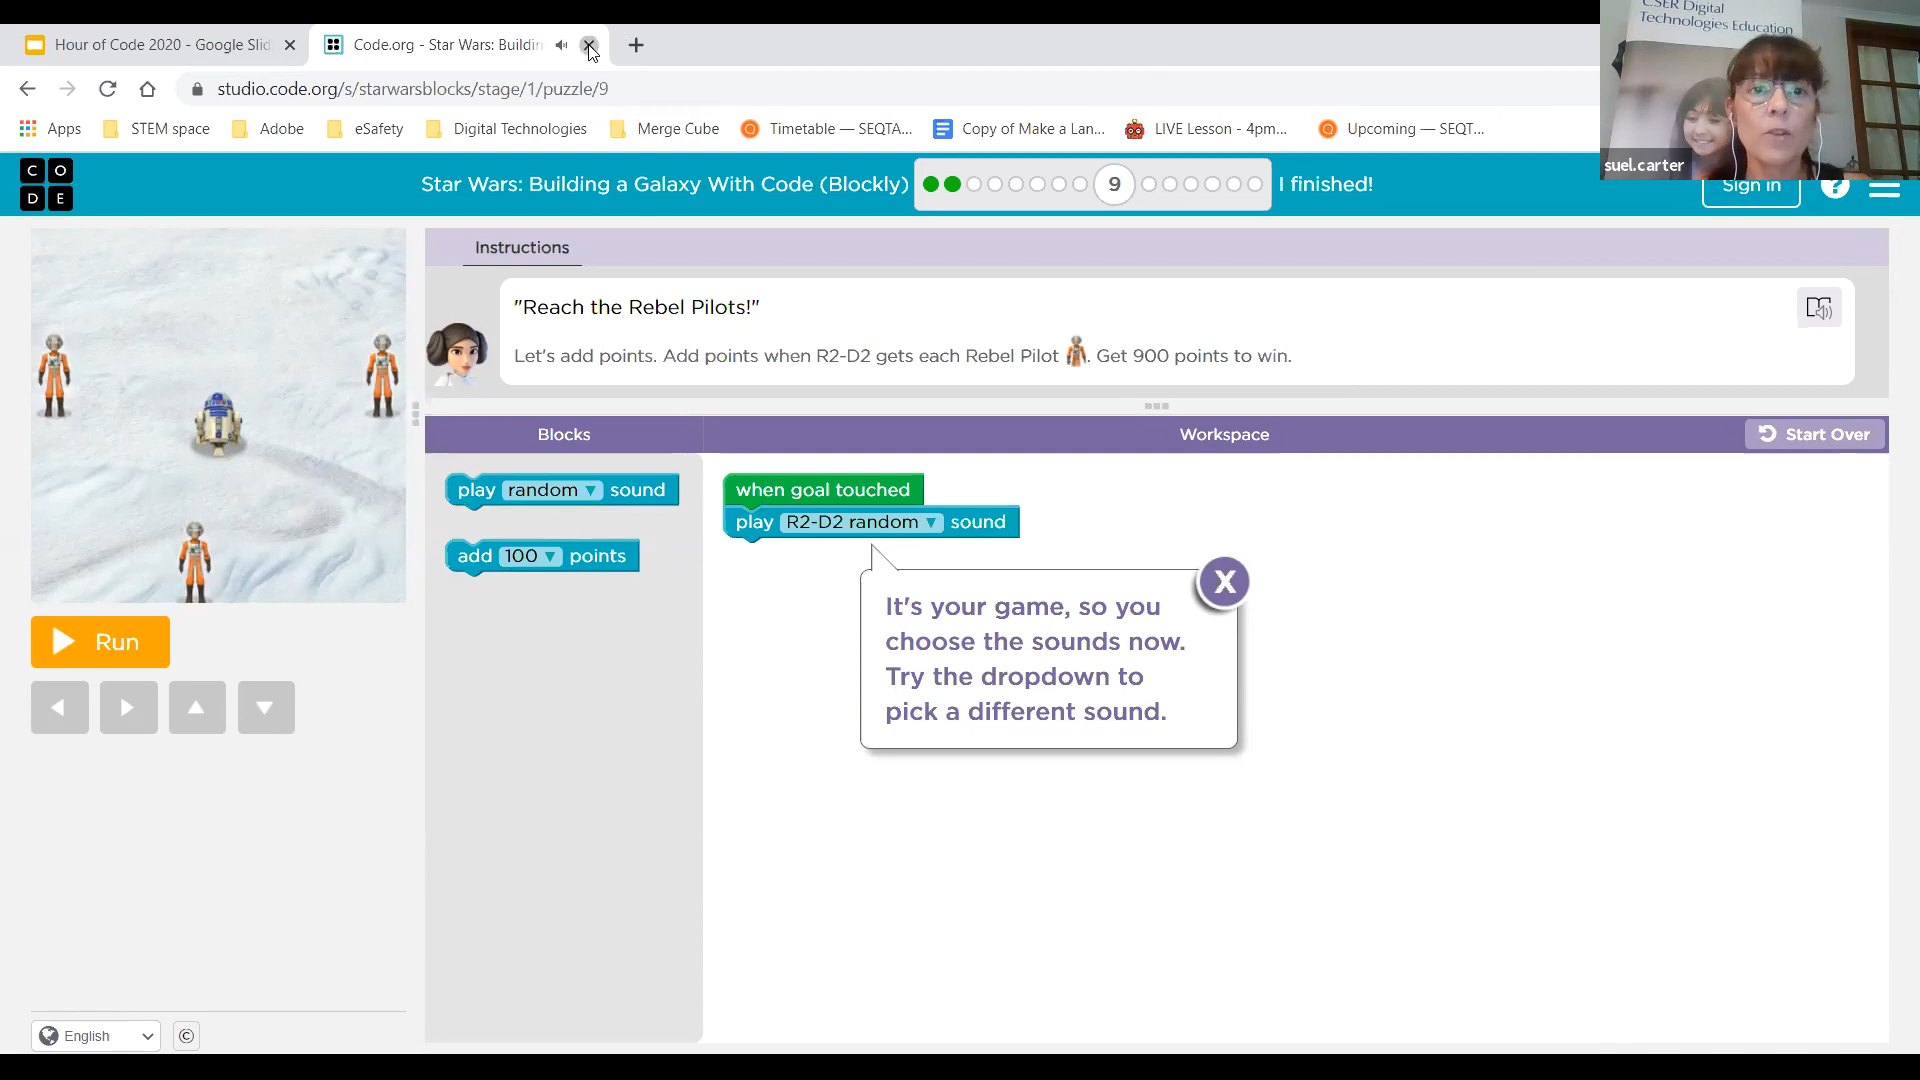 Hour of Code 2020 - Google Slid
Code.org - Star Wars: Buildin
studio.code.org/s/starwarsblocks/stage/1/puzzle/9
Apps STEM space Adobe eSafety Digital Technologies Merge Cube Timetable — SEQTA... Copy of Make a Lan... LIVE Lesson - 4pm... Upcoming — SEQT...
CSER Digital
Technologies Education
suel.carter
C O
D E
Star Wars: Building a Galaxy With Code (Blockly) 9 I finished!
Sign in ?
Instructions
"Reach the Rebel Pilots!"
Let's add points. Add points when R2-D2 gets each Rebel Pilot . Get 900 points to win.
Blocks
Workspace
Start Over
play random sound
add 100 points
when goal touched
play R2-D2 random sound
X
It's your game, so you
choose the sounds now.
Try the dropdown to
pick a different sound.
Run
English ©